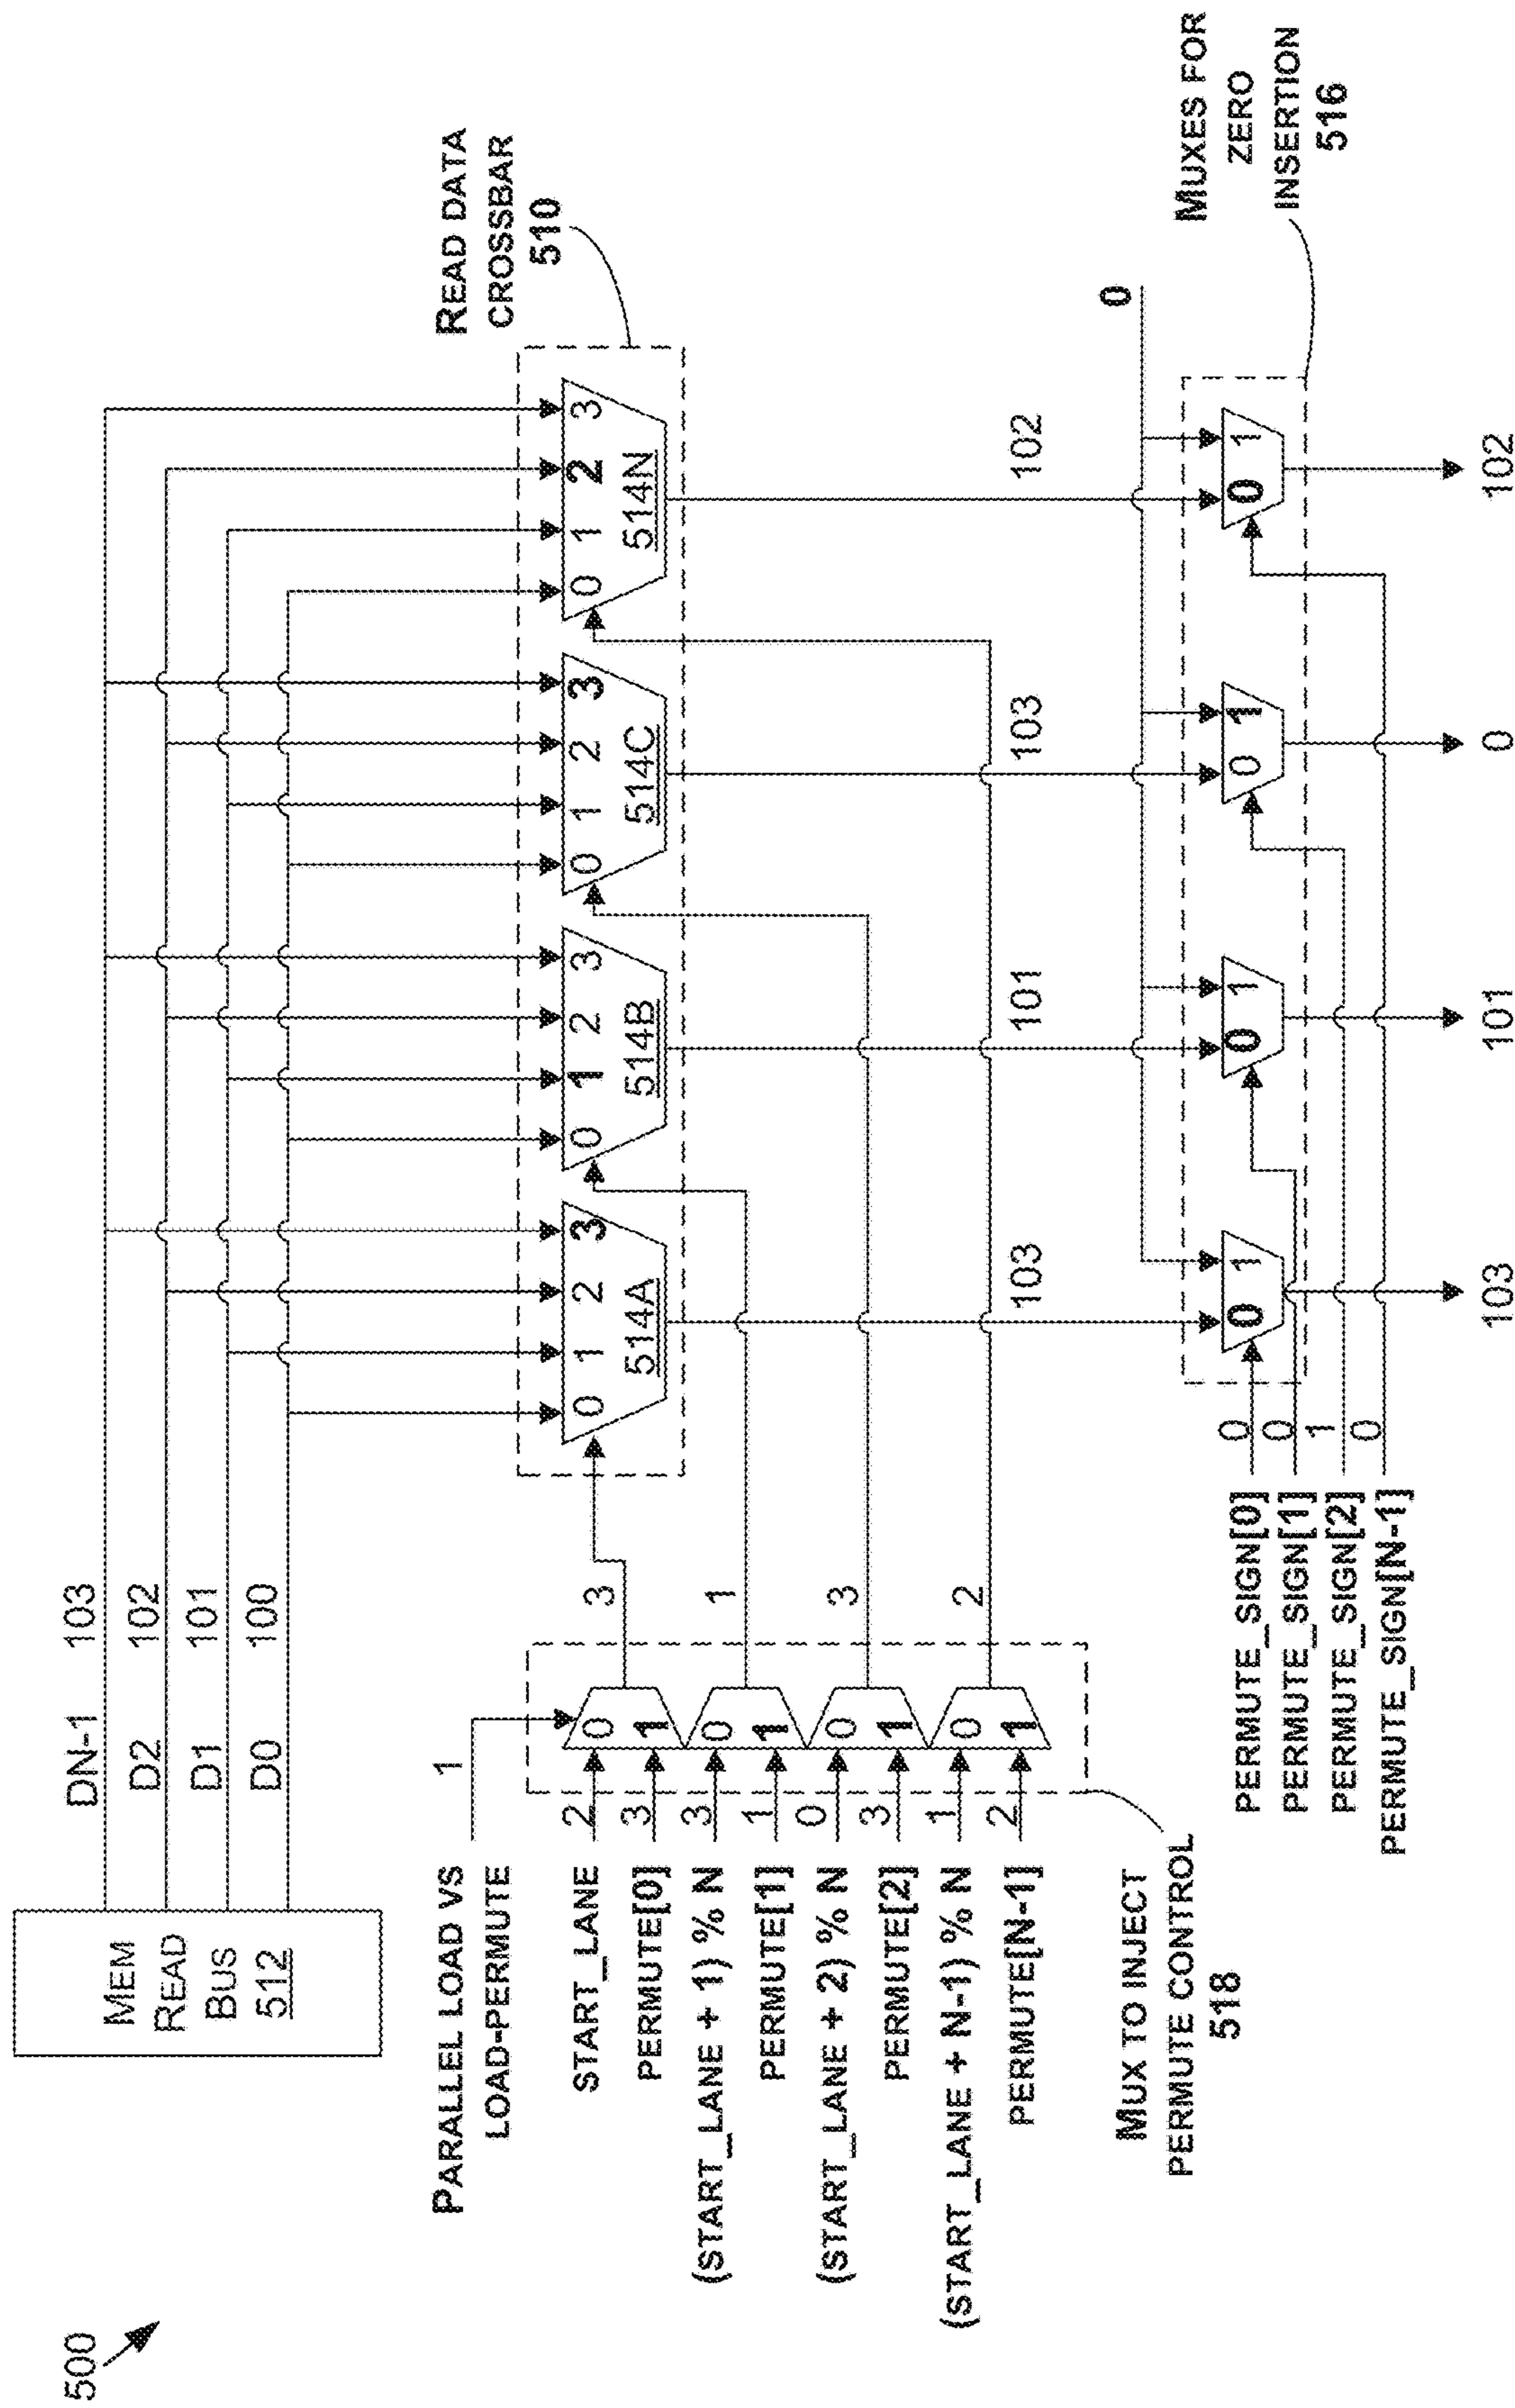 500
MEM
READ
BUS
512
DN-1 103
D2 102
D1 101
D0 100
READ DATA
CROSSBAR
510
PARALLEL LOAD VS
LOAD-PERMUTE
1
START_LANE 2
PERMUTE[0] 3
(START_LANE + 1) % N 3
PERMUTE[1] 1
(START_LANE + 2) % N 0
PERMUTE[2] 3
(START_LANE + N-1) % N 1
PERMUTE[N-1] 2
0
1
0
1
0
1
0
1
3
1
3
2
MUX TO INJECT
PERMUTE CONTROL
518
0 1 2 3
514A
0 1 2 3
514B
0 1 2 3
514C
0 1 2 3
514N
103 101 103 102
0
MUXES FOR
ZERO
INSERTION
516
0 1 0 1 0 1 0 1
PERMUTE_SIGN[0] 0
PERMUTE_SIGN[1] 0
PERMUTE_SIGN[2] 1
PERMUTE_SIGN[N-1] 0
103 101 0 102